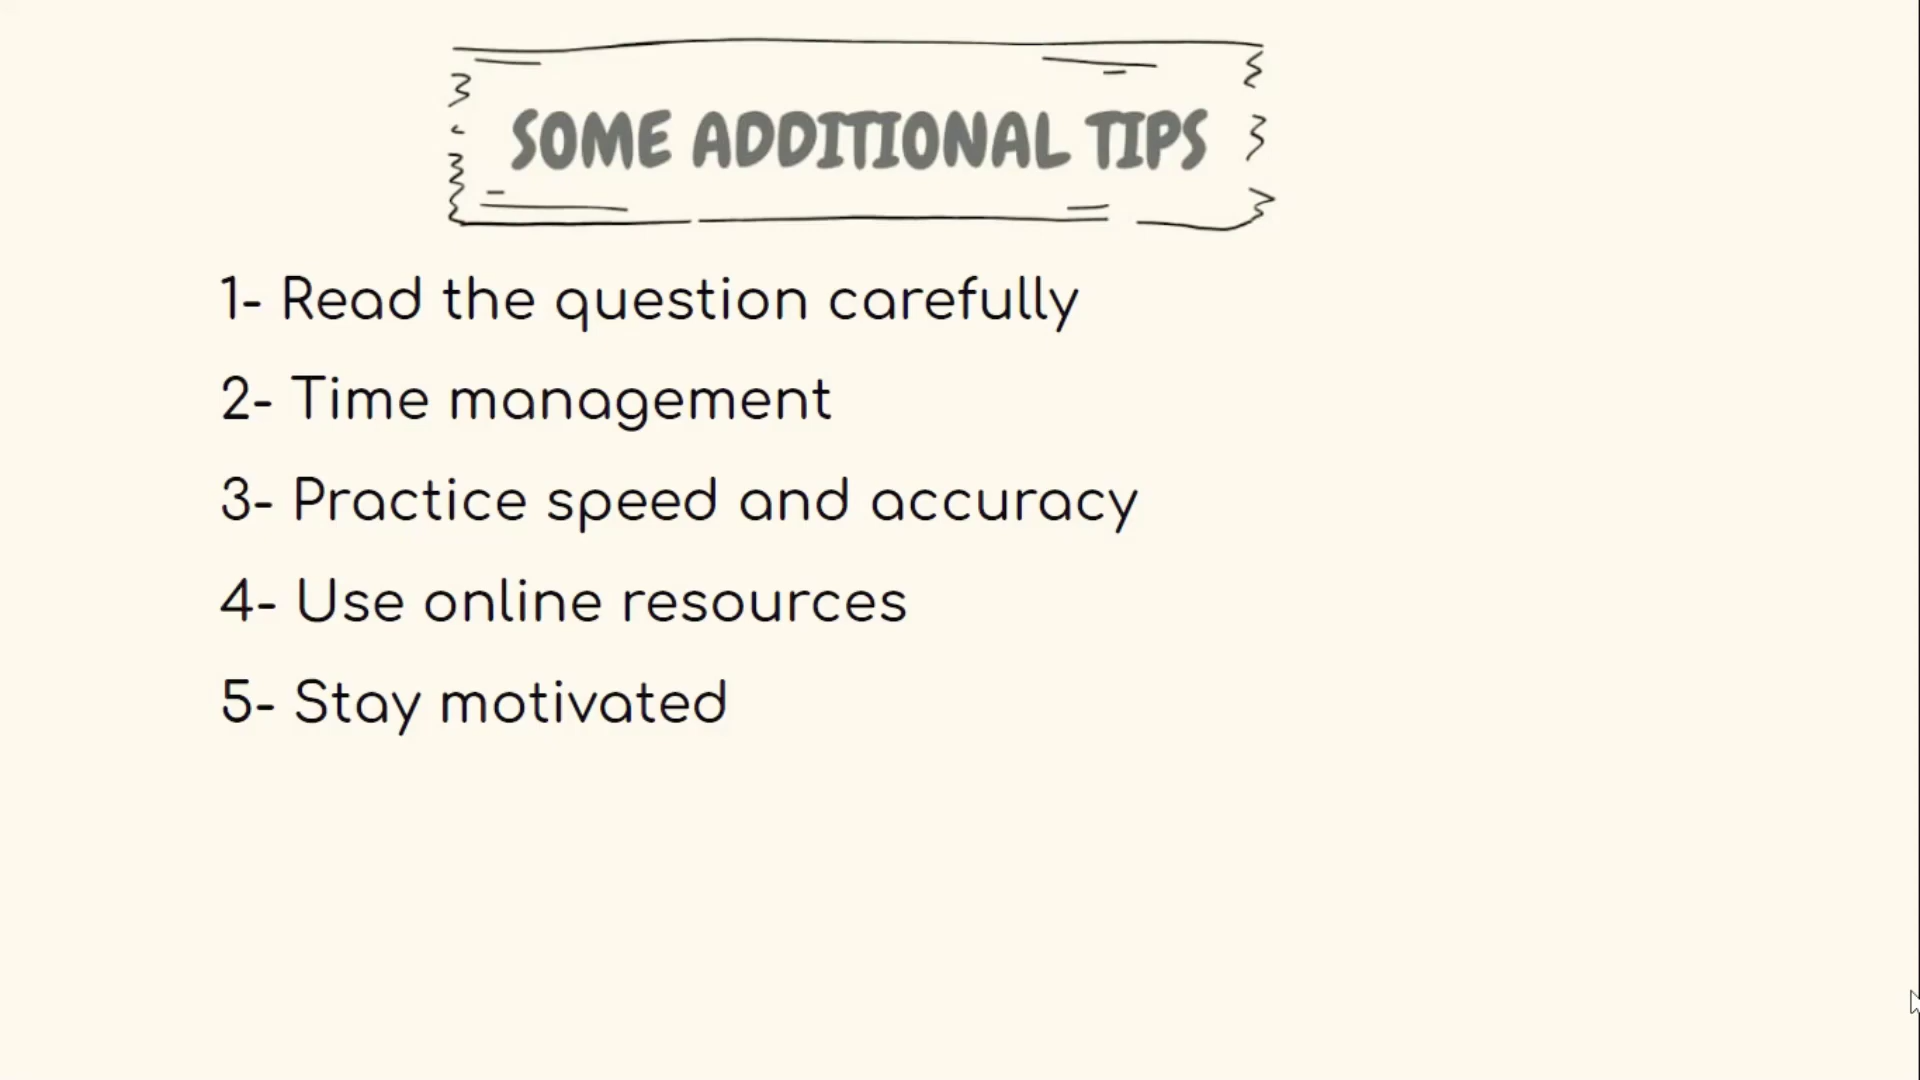 SOME ADDITIONAL TIPS
1- Read the question carefully
2- Time management
3- Practice speed and accuracy
4- Use online resources
5- Stay motivated